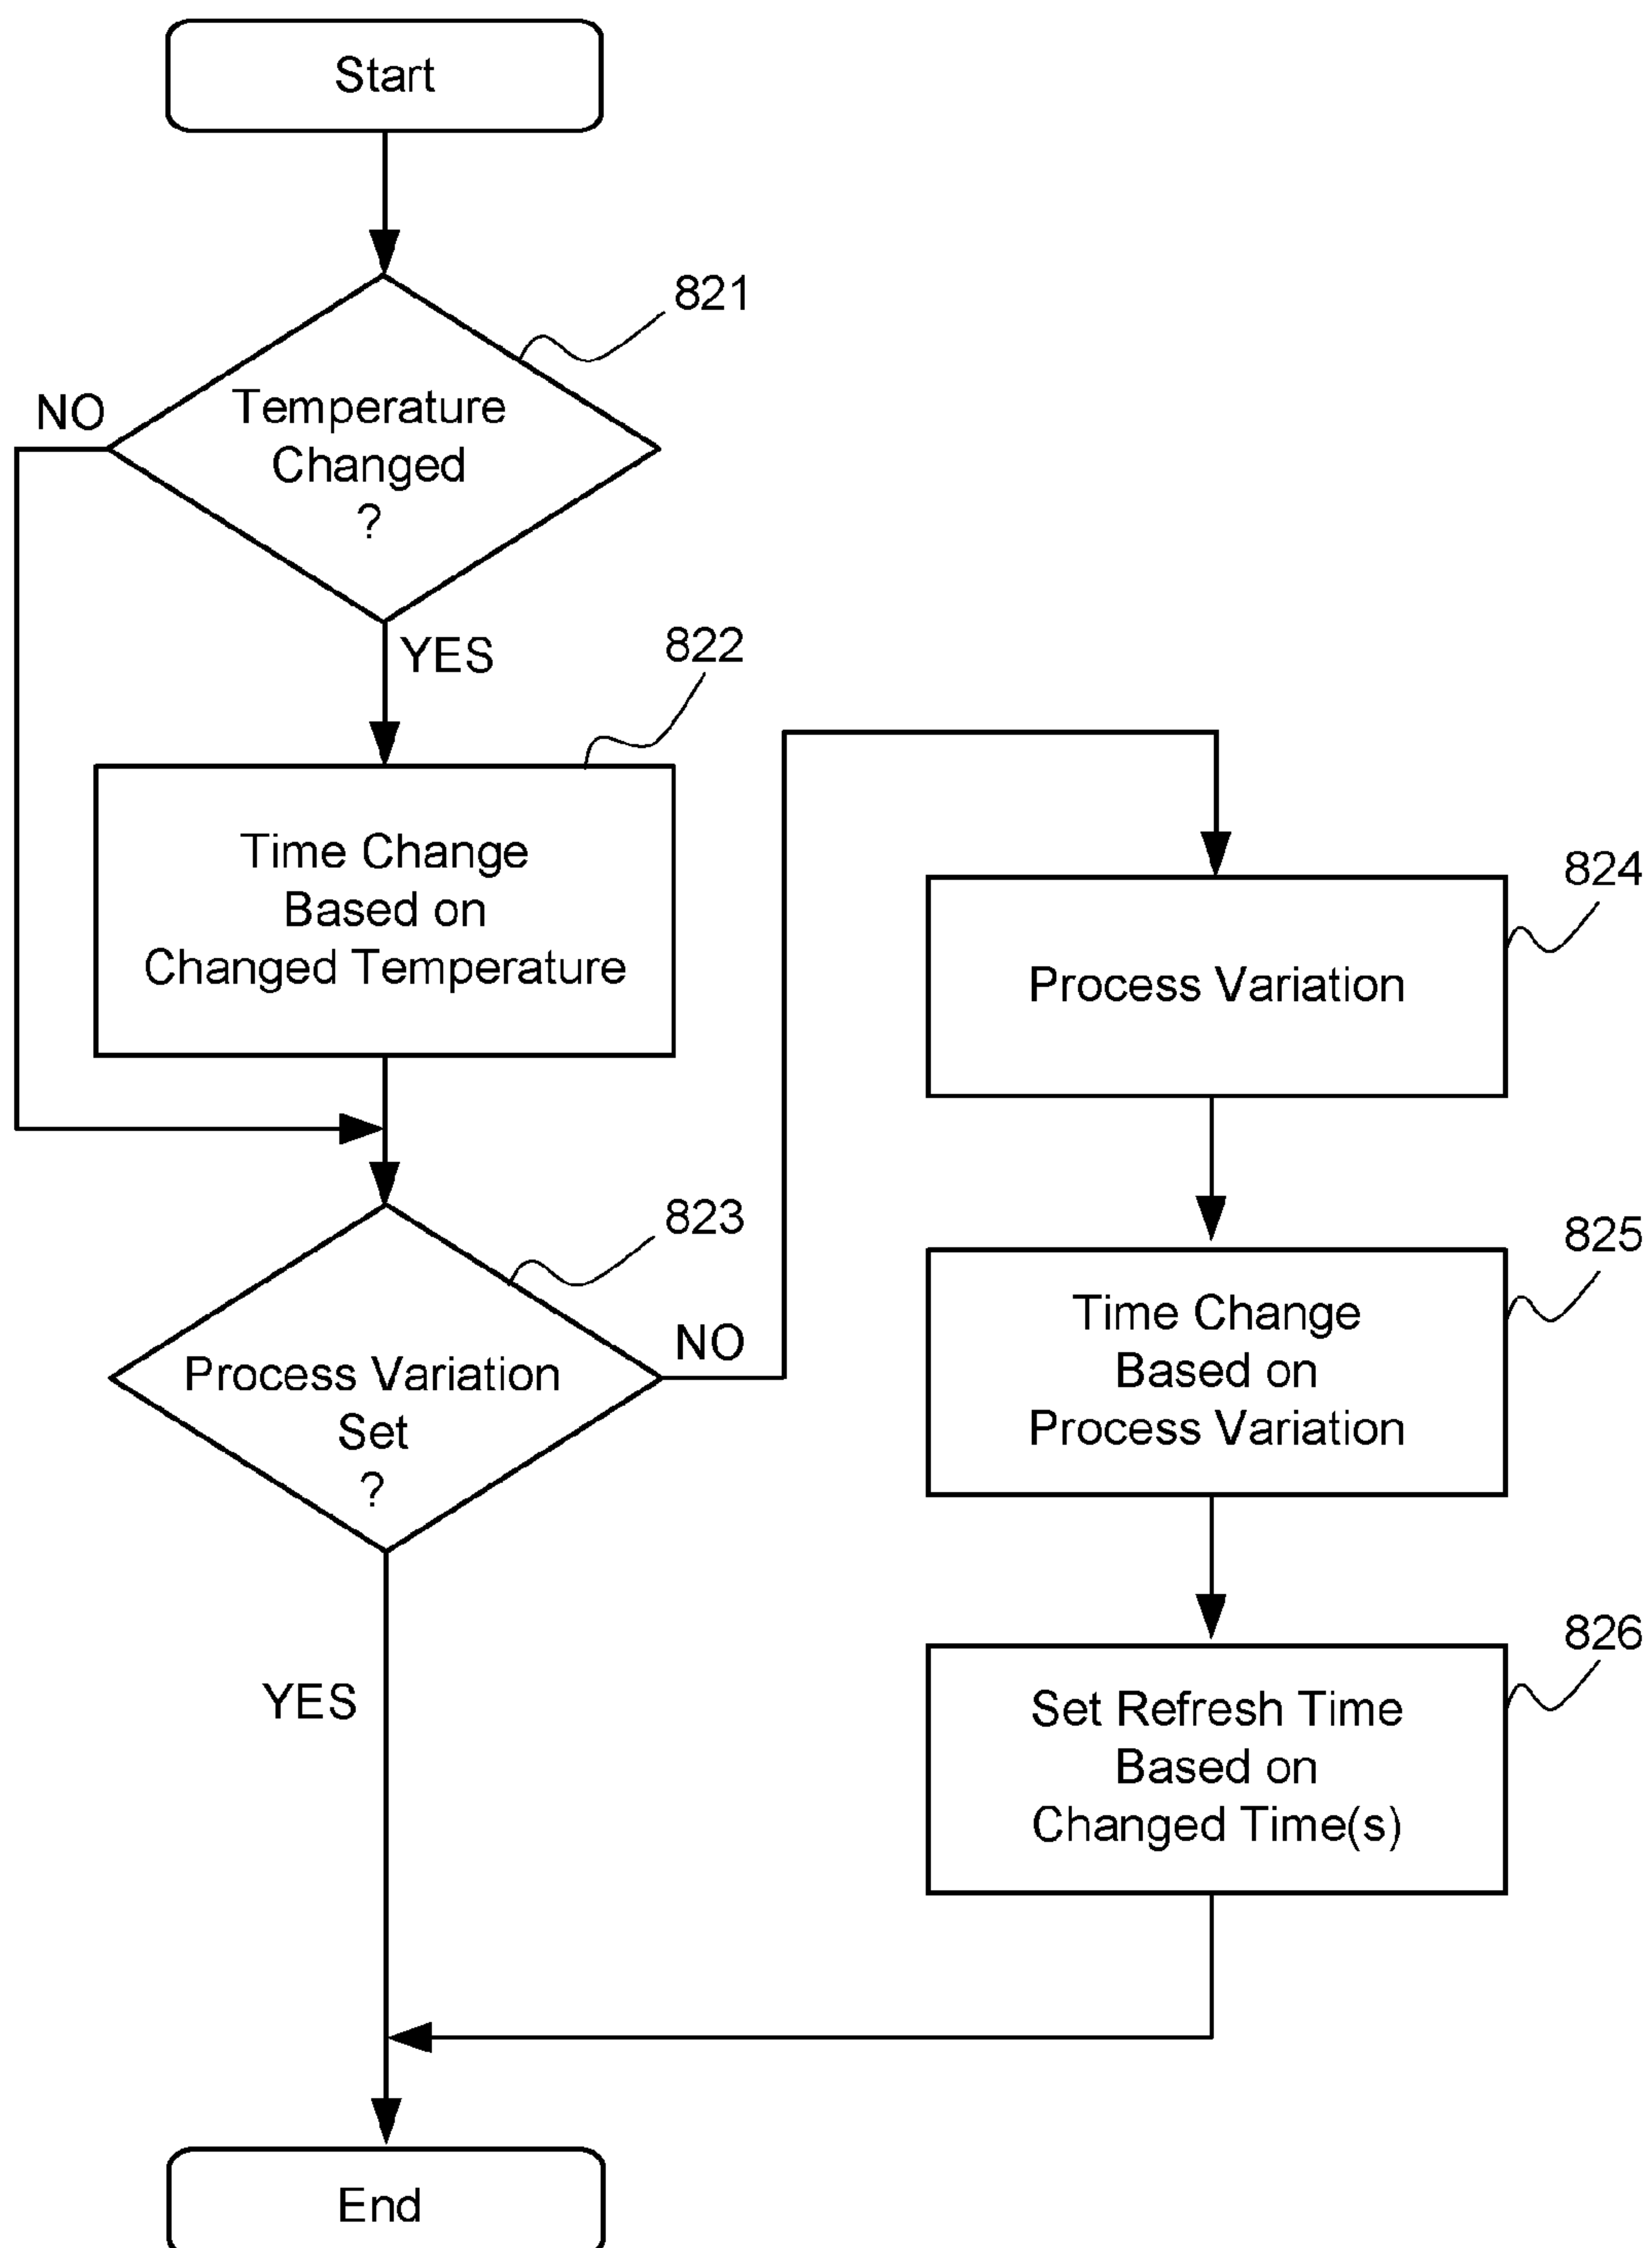 Start
821
NO
Temperature
Changed
?
YES
822
Time Change
Based on
Changed Temperature
823
Process Variation
Set
?
NO
YES
824
Process Variation
825
Time Change
Based on
Process Variation
826
Set Refresh Time
Based on
Changed Time(s)
End